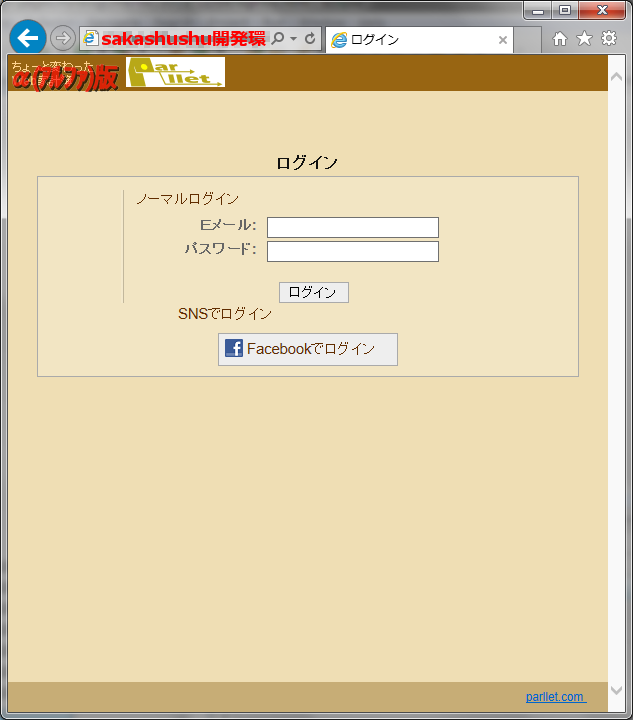 sakashushu開発環
ログイン
ちょっと変わった
α(ｱﾙﾌｧ)版
Parllet
ログイン
ノーマルログイン
Eメール:
パスワード:
ログイン
SNSでログイン
Facebookでログイン
parllet.com